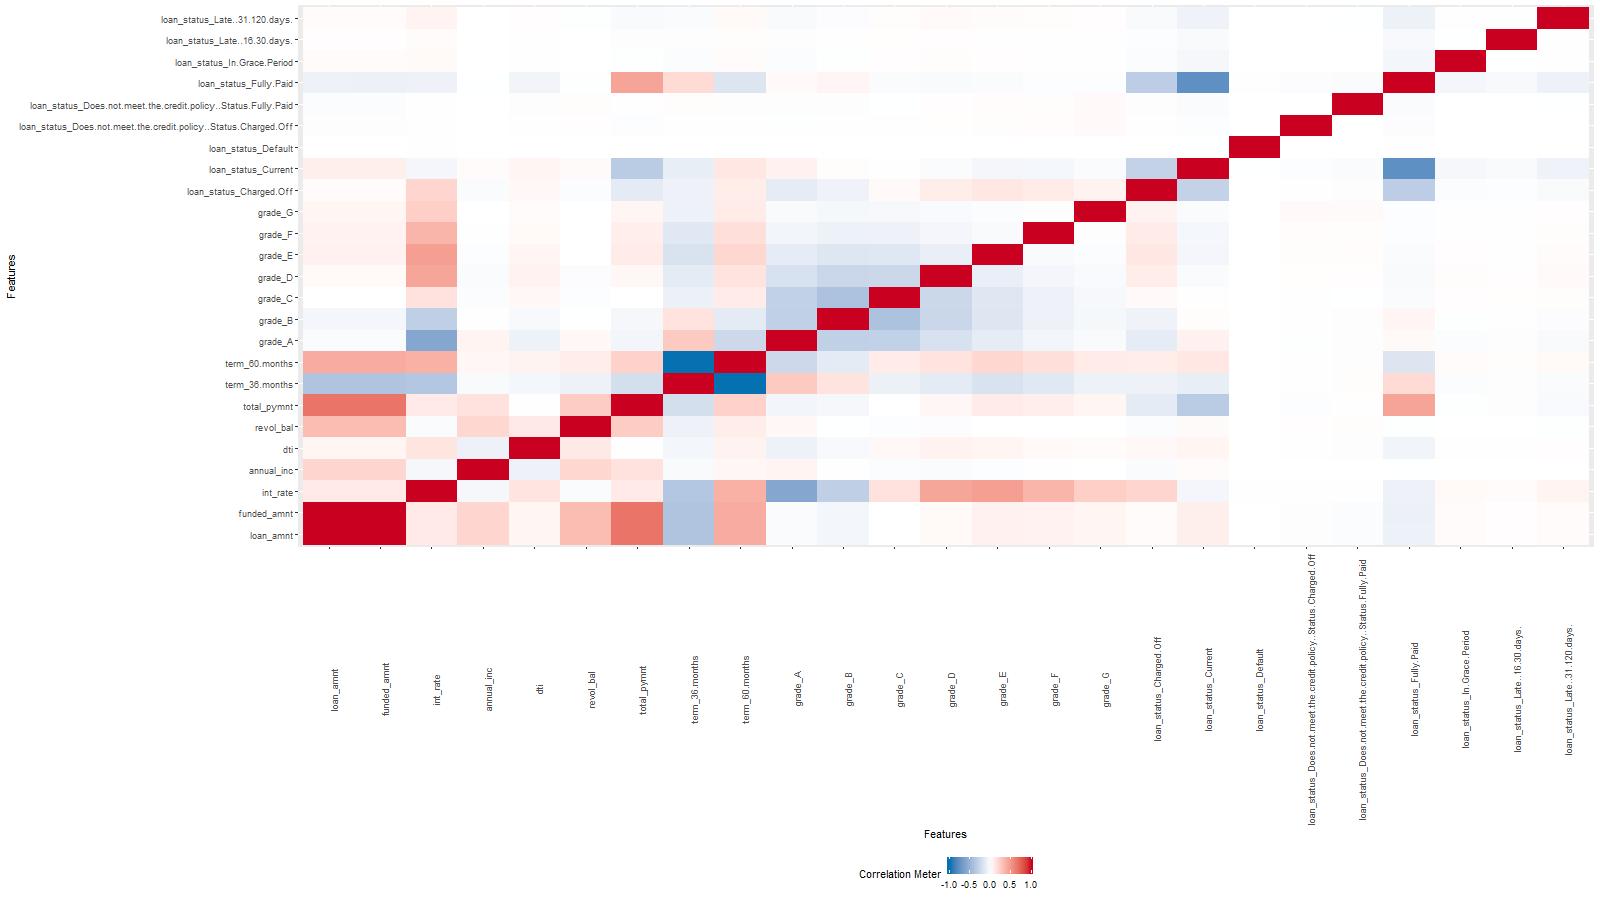 loan_status_Late..31.120.days.
loan_status_Late..16.30.days.
loan_status_In.Grace.Period
loan_status_Fully.Paid
loan_status_Does.not.meet.the.credit.policy..Status.Fully.Paid
loan_status_Does.not.meet.the.credit.policy..Status.Charged.Off
loan_status_Default
loan_status_Current
loan_status_Charged.Off
grade_G
grade_F
grade_E
grade_D
grade_C
grade_B
grade_A
term_60.months
term_36.months
total_pymnt
revol_bal
dti
annual_inc
int_rate
funded_amnt
loan_amnt
Features
loan_amnt
funded_amnt
int_rate
annual_inc
dti
revol_bal
total_pymnt
term_36.months
term_60.months
grade_A
grade_B
grade_C
grade_D
grade_E
grade_F
grade_G
loan_status_Charged.Off
loan_status_Current
loan_status_Default
loan_status_Does.not.meet.the.credit.policy..Status.Charged.Off
loan_status_Does.not.meet.the.credit.policy..Status.Fully.Paid
loan_status_Fully.Paid
loan_status_In.Grace.Period
loan_status_Late..16.30.days.
loan_status_Late..31.120.days.
Features
Correlation Meter
-1.0 -0.5 0.0 0.5 1.0